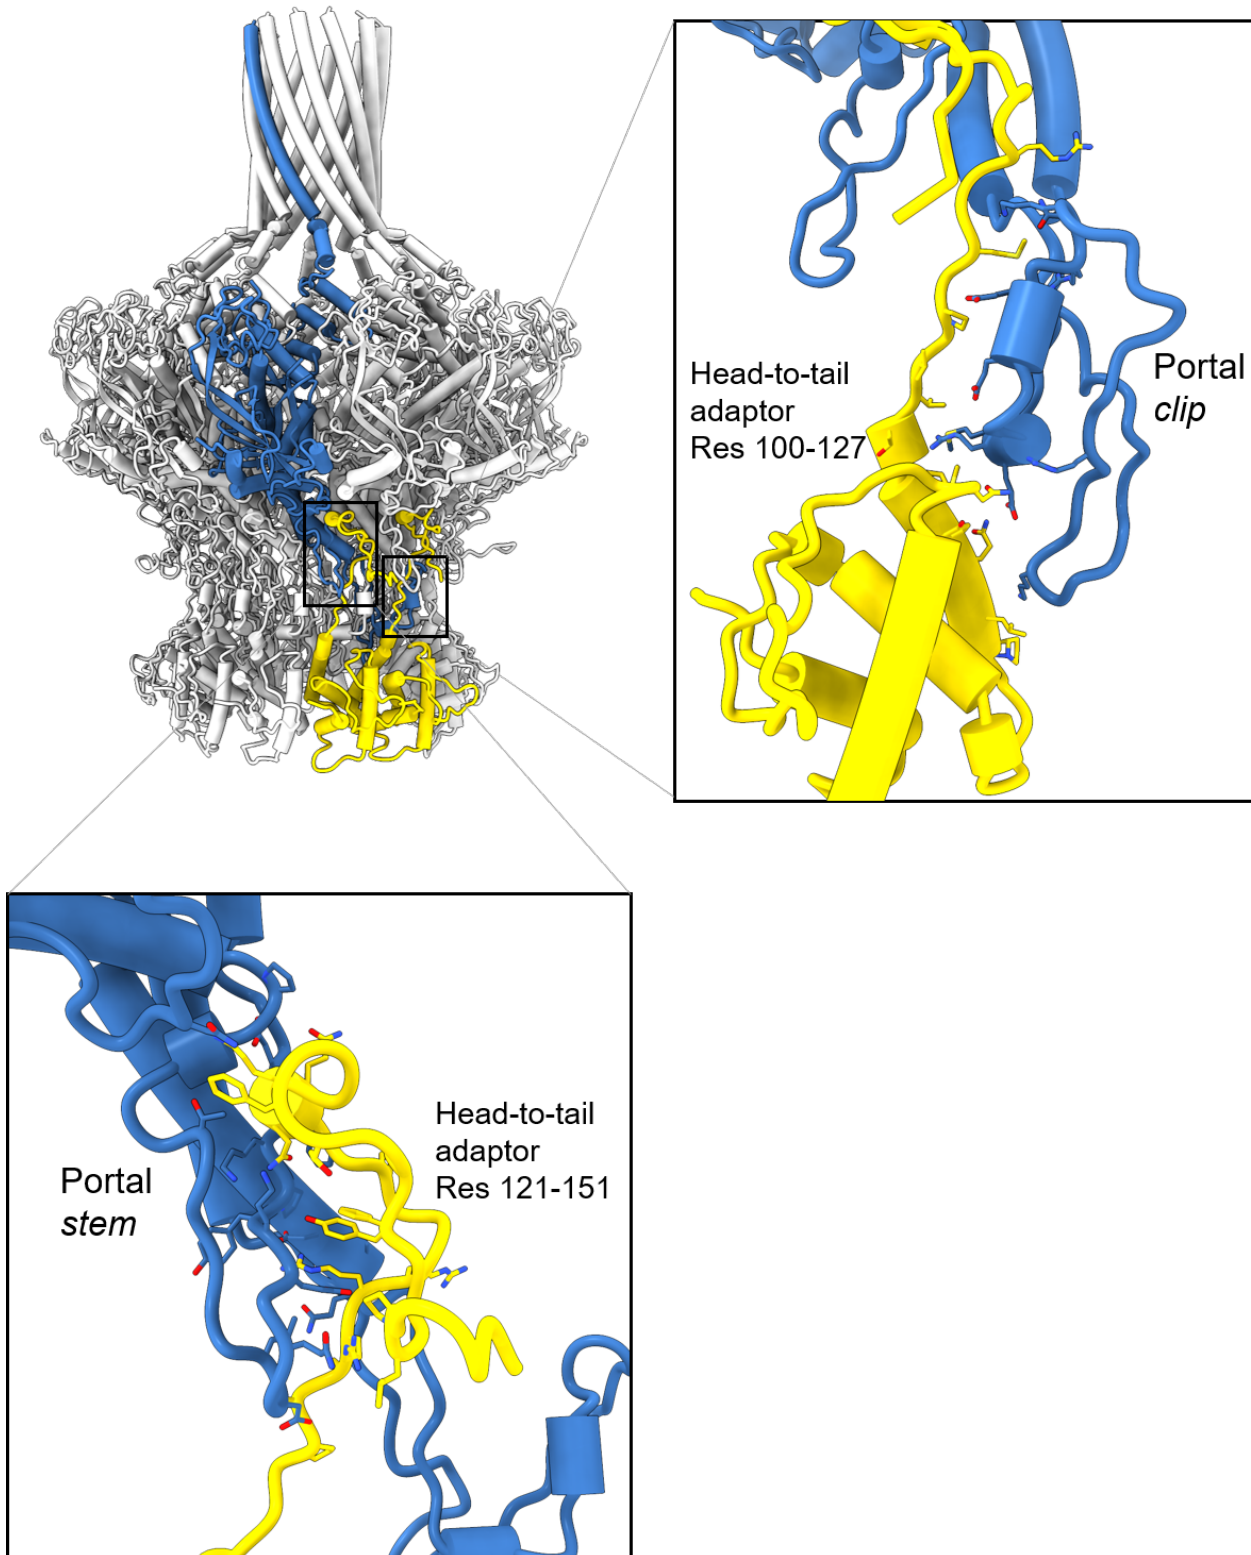 Head-to-tail
adaptor
Res 100-127
Portal
clip
Portal
stem
Head-to-tail
adaptor
Res 121-151